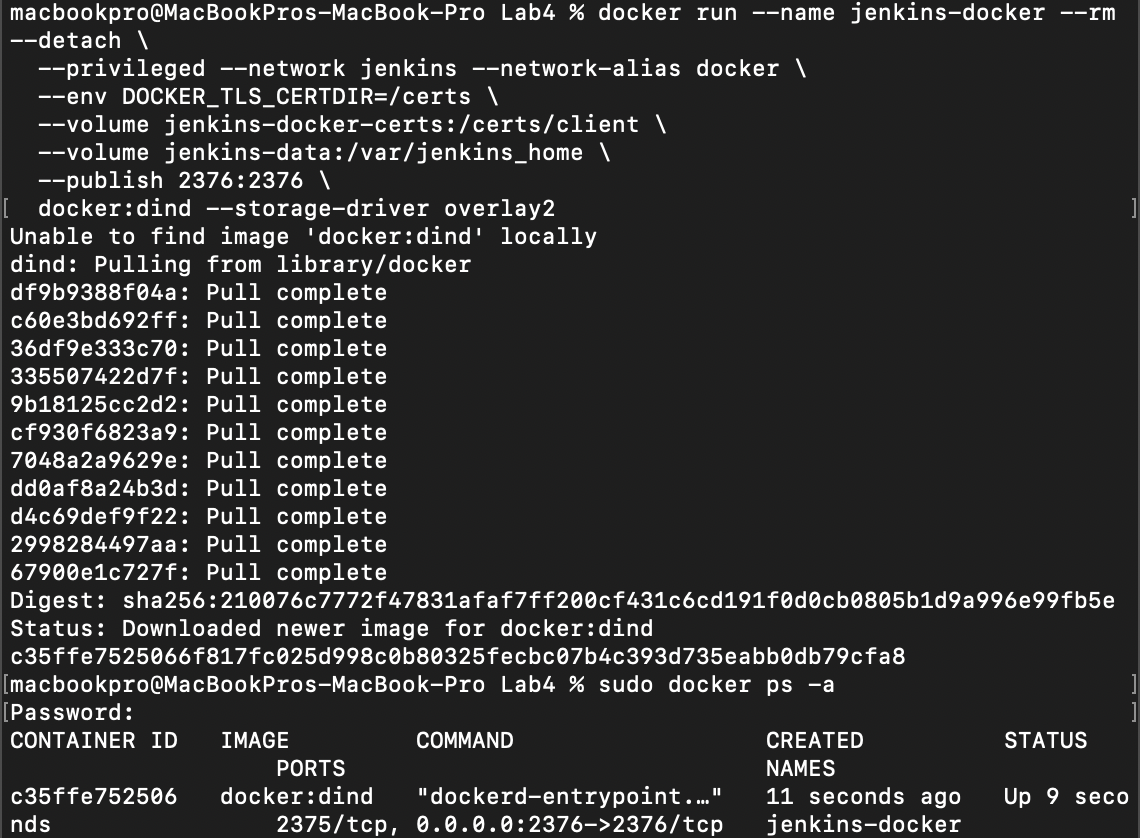 macbookpro@MacBookPros-MacBook-Pro Lab4 % docker run --name jenkins-docker --rm
--detach \
  --privileged --network jenkins --network-alias docker \
  --env DOCKER_TLS_CERTDIR=/certs \
  --volume jenkins-docker-certs:/certs/client \
  --volume jenkins-data:/var/jenkins_home \
  --publish 2376:2376 \
[  docker:dind --storage-driver overlay2 ]
Unable to find image 'docker:dind' locally
dind: Pulling from library/docker
df9b9388f04a: Pull complete
c60e3bd692ff: Pull complete
36df9e333c70: Pull complete
335507422d7f: Pull complete
9b18125cc2d2: Pull complete
cf930f6823a9: Pull complete
7048a2a9629e: Pull complete
dd0af8a24b3d: Pull complete
d4c69def9f22: Pull complete
2998284497aa: Pull complete
67900e1c727f: Pull complete
Digest: sha256:210076c7772f47831afaf7ff200cf431c6cd191f0d0cb0805b1d9a996e99fb5e
Status: Downloaded newer image for docker:dind
c35ffe7525066f817fc025d998c0b80325fecbc07b4c393d735eabb0db79cfa8
[macbookpro@MacBookPros-MacBook-Pro Lab4 % sudo docker ps -a ]
[Password: ]
CONTAINER ID   IMAGE         COMMAND                  CREATED          STATUS
                   PORTS                              NAMES
c35ffe752506   docker:dind   "dockerd-entrypoint.…"   11 seconds ago   Up 9 seco
nds                2375/tcp, 0.0.0.0:2376->2376/tcp   jenkins-docker